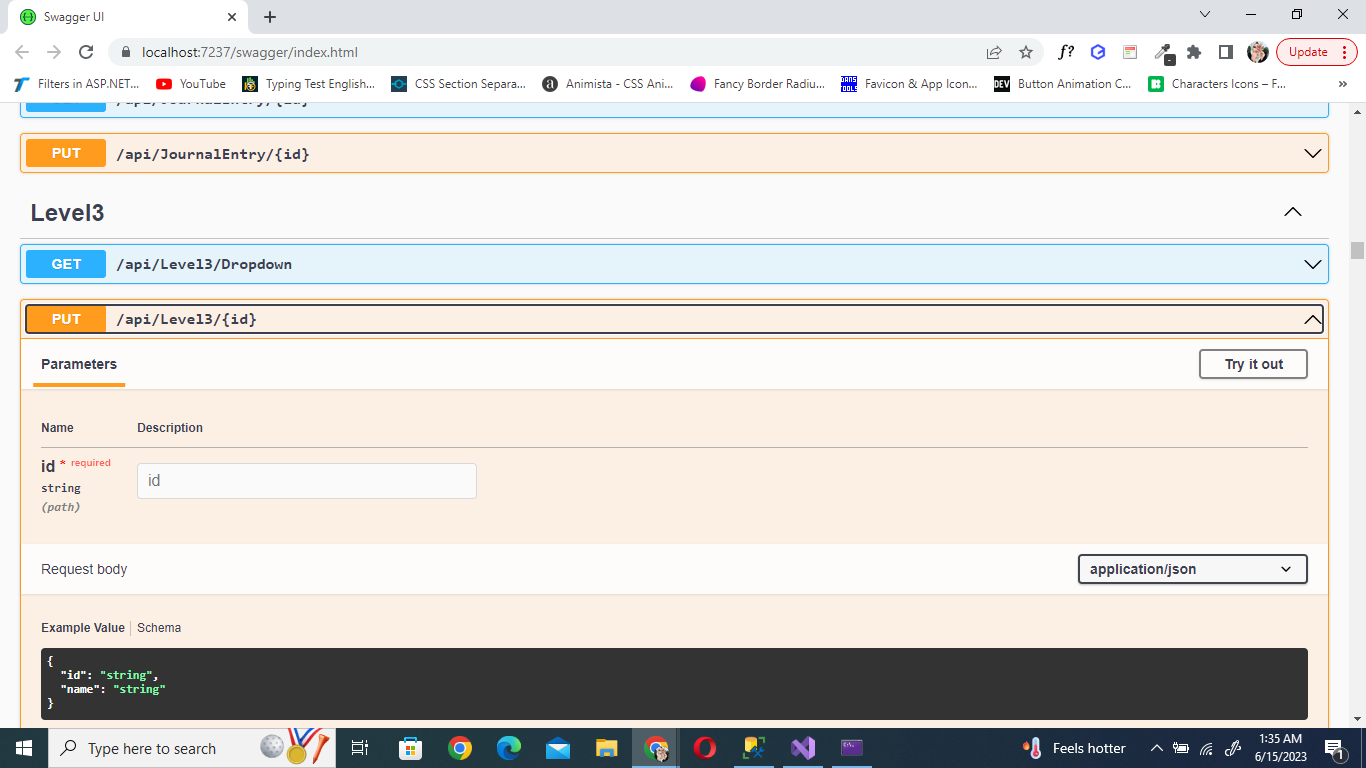 Swagger UI
localhost:7237/swagger/index.html
f?
Update
Filters in ASP.NET...
YouTube
Typing Test English...
CSS Section Separa...
a
Animista - CSS Ani...
Fancy Border Radiu...
DANS TOOLS
Favicon & App Icon...
DEV
Button Animation C...
Characters Icons – F...
»
/api/JournalEntry/{id}
PUT
/api/JournalEntry/{id}
Level3
GET
/api/Level3/Dropdown
PUT
/api/Level3/{id}
Parameters
Try it out
Name
Description
id * required
string
(path)
id
Request body
application/json
Example Value
Schema
{
"id": "string",
"name": "string"
}
Type here to search
Feels hotter
1:35 AM
6/15/2023
1